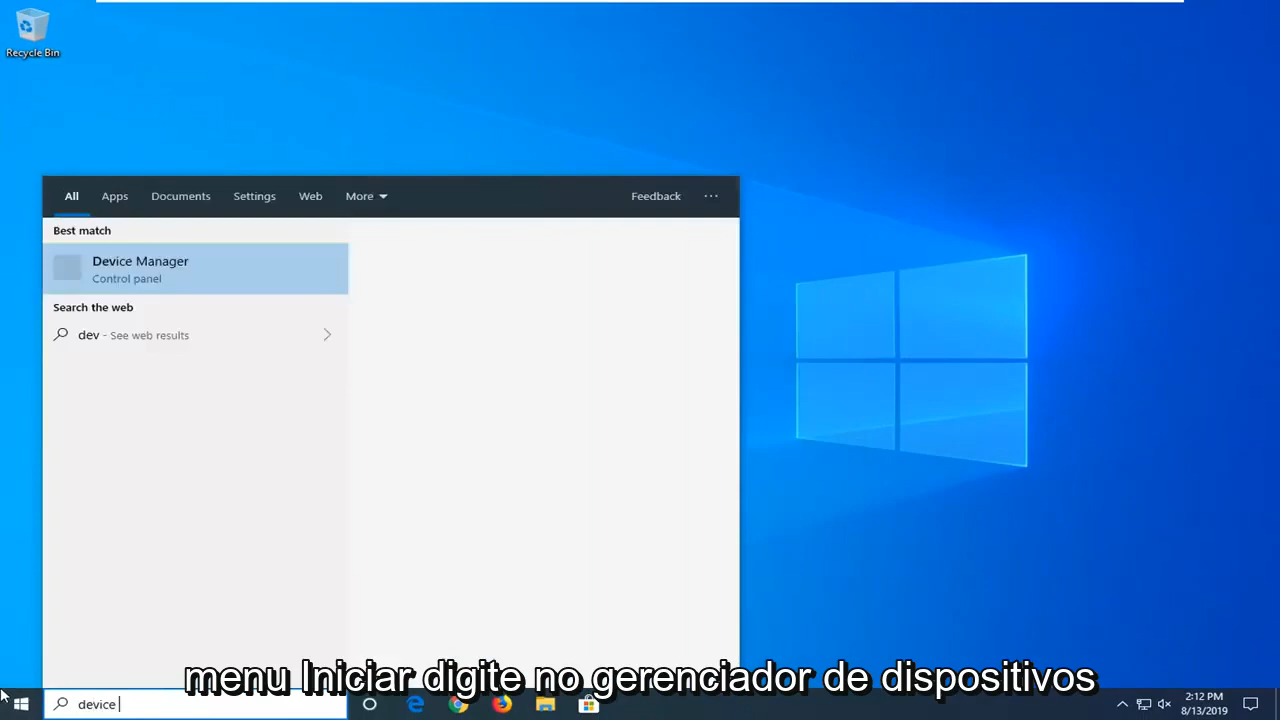 Recycle Bin
All Apps Documents Settings Web More Feedback ···
Best match
Device Manager
Control panel
Search the web
dev - See web results
menu Iniciar digite no gerenciador de dispositivos
device
2:12 PM
8/13/2019